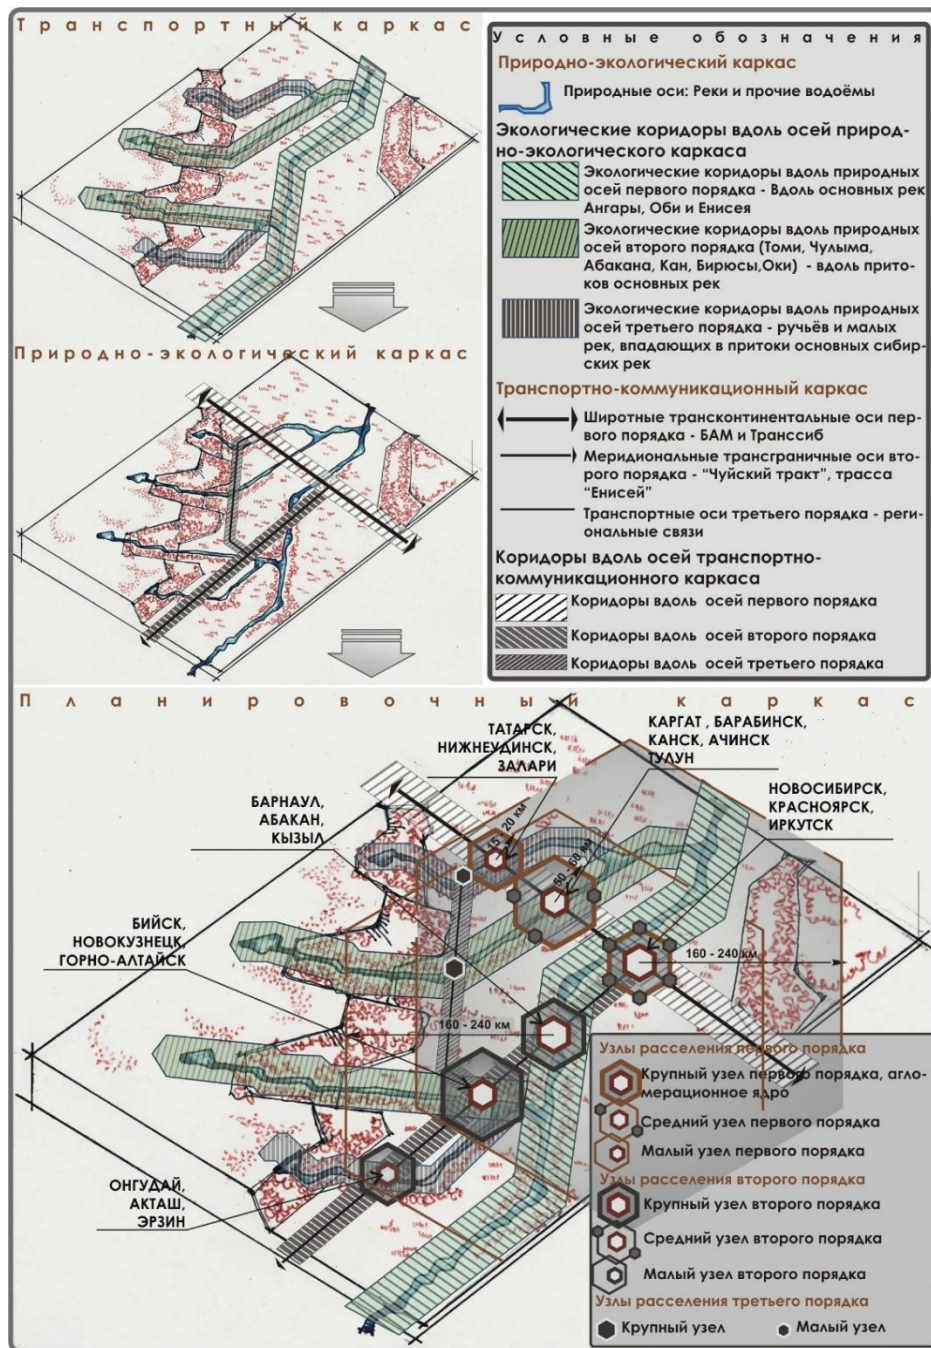 Транспортный каркас
Условные обозначения
Природно-экологический каркас
Природные оси: Реки и прочие водоёмы
Экологические коридоры вдоль осей природ-
но-экологического каркаса
Экологические коридоры вдоль природных
осей первого порядка - Вдоль основных рек
Ангары, Оби и Енисея
Экологические коридоры вдоль природных
осей второго порядка (Томи, Чулыма,
Абакана, Кан, Бирюсы,Оки) - вдоль прито-
ков основных рек
Экологические коридоры вдоль природных
осей третьего порядка - ручьёв и малых
рек, впадающих в притоки основных сибир-
ских рек
Транспортно-коммуникационный каркас
Широтные трансконтинентальные оси пер-
вого порядка - БАМ и Транссиб
Меридиональные трансграничные оси вто-
рого порядка - “Чуйский тракт”, трасса
“Енисей”
Транспортные оси третьего порядка - реги-
ональные связи
Коридоры вдоль осей транспортно-
коммуникационного каркаса
Коридоры вдоль осей первого порядка
Коридоры вдоль осей второго порядка
Коридоры вдоль осей третьего порядка
Природно-экологический каркас
Планировочный каркас
ТАТАРСК,
НИЖНЕУДИНСК,
ЗАЛАРИ
КАРГАТ , БАРАБИНСК,
КАНСК, АЧИНСК
ТУЛУН
НОВОСИБИРСК,
КРАСНОЯРСК,
ИРКУТСК
БАРНАУЛ,
АБАКАН,
КЫЗЫЛ
15 - 20 км
60 - 80 км
БИЙСК,
НОВОКУЗНЕЦК,
ГОРНО-АЛТАЙСК
160 - 240 км
160 - 240 км
ОНГУДАЙ,
АКТАШ,
ЭРЗИН
Узлы расселения первого порядка
Крупный узел первого порядка, агло-
мерационное ядро
Средний узел первого порядка
Малый узел первого порядка
Узлы расселения второго порядка
Крупный узел второго порядка
Средний узел второго порядка
Малый узел второго порядка
Узлы расселения третьего порядка
Крупный узел
Малый узел